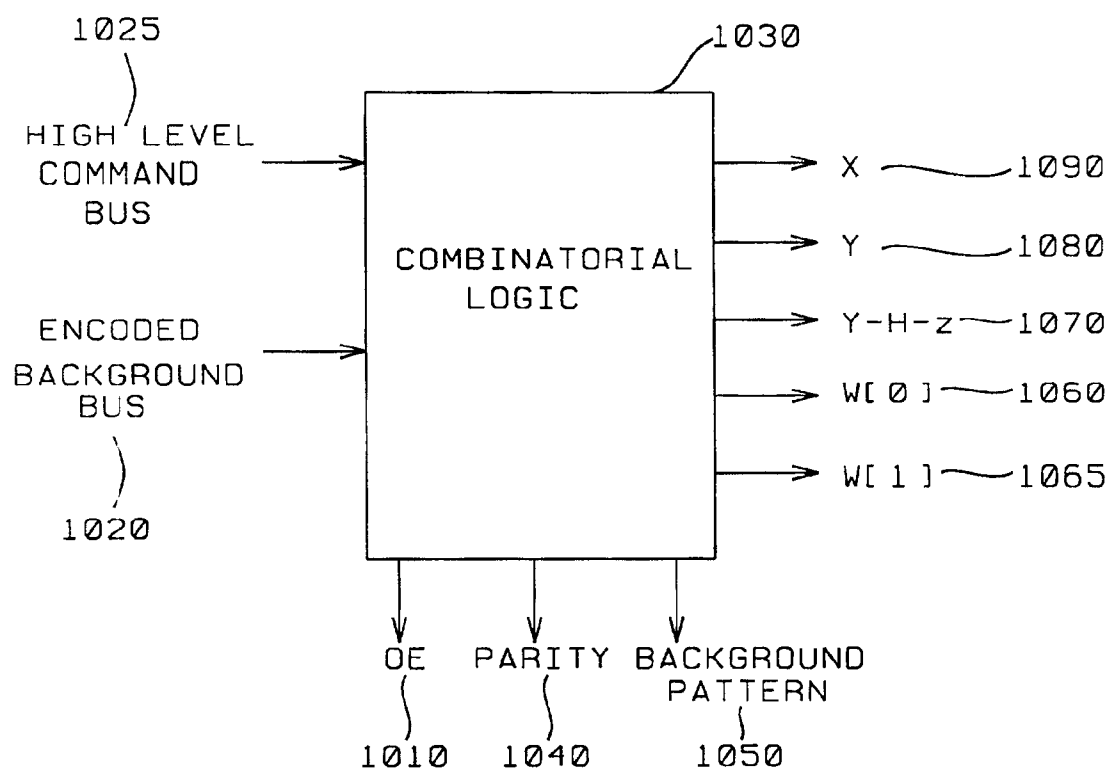 1025
1030
HIGH LEVEL
COMMAND
BUS
X
1090
COMBINATORIAL
LOGIC
Y
1080
ENCODED
BACKGROUND
BUS
Y-H-z
1070
W[0]
1060
W[1]
1065
1020
OE
PARITY
BACKGROUND
PATTERN
1010
1040
1050